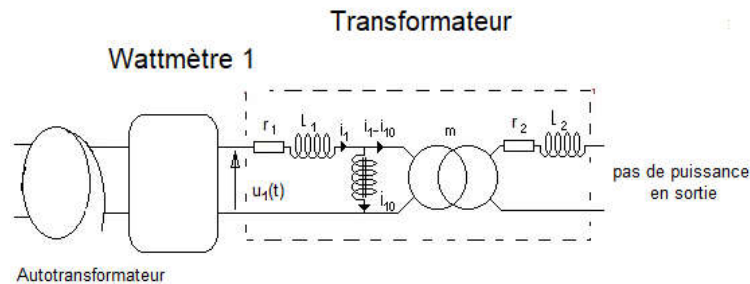 Transformateur
Wattmètre 1
r1 L1 i1 i1-i10 m r2 L2
u1(t)
i10
pas de puissance
en sortie
Autotransformateur